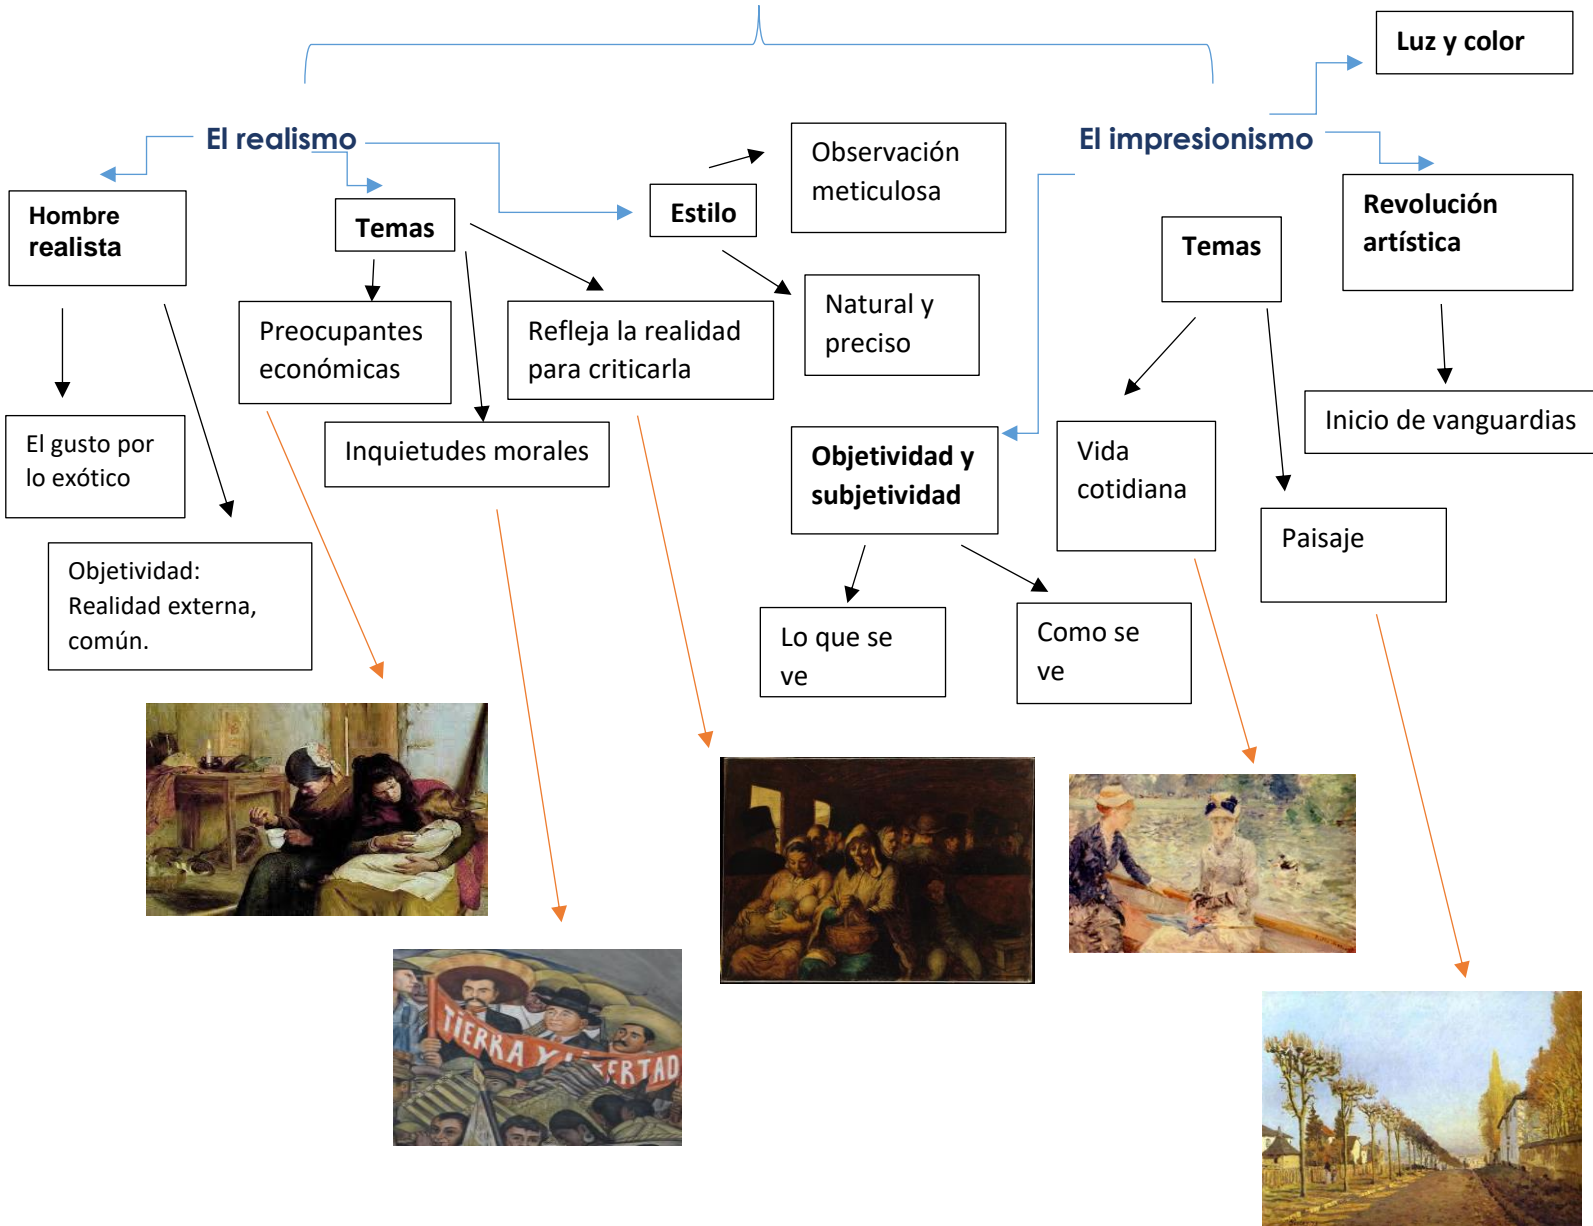 Luz y color
El realismo
El impresionismo
Hombre
realista
Temas
Estilo
Observación
meticulosa
Temas
Revolución
artística
Preocupantes
económicas
Refleja la realidad
para criticarla
Natural y
preciso
El gusto por
lo exótico
Inquietudes morales
Objetividad y
subjetividad
Vida
cotidiana
Inicio de vanguardias
Paisaje
Objetividad:
Realidad externa,
común.
Lo que se
ve
Como se
ve
TIERRA Y LIBERTAD